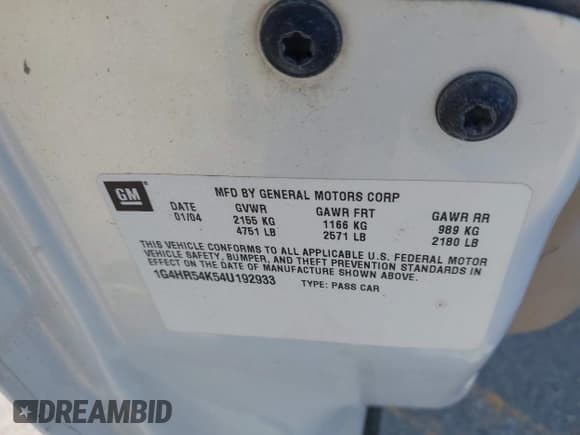 GM
MFD BY GENERAL MOTORS CORP
DATE GVWR GAWR FRT GAWR RR
01/04 2155 KG 1166 KG 989 KG
4751 LB 2571 LB 2180 LB
THIS VEHICLE CONFORMS TO ALL APPLICABLE U.S. FEDERAL MOTOR
VEHICLE SAFETY, BUMPER, AND THEFT PREVENTION STANDARDS IN
EFFECT ON THE DATE OF MANUFACTURE SHOWN ABOVE.
1G4HR54K54U192933 TYPE: PASS CAR
DREAMBID